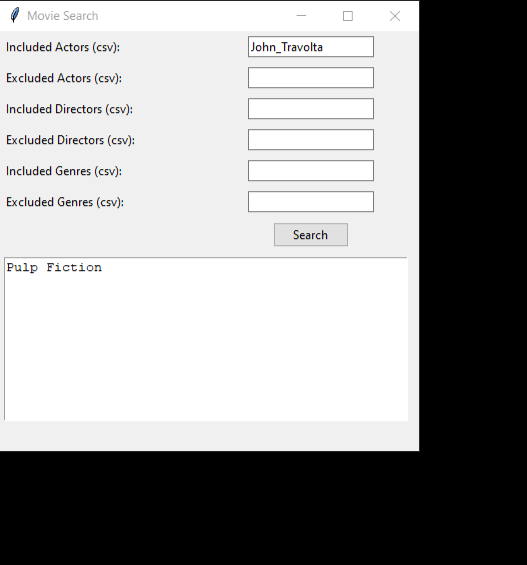 Movie Search
Included Actors (csv): John_Travolta
Excluded Actors (csv):
Included Directors (csv):
Excluded Directors (csv):
Included Genres (csv):
Excluded Genres (csv):
Search
Pulp Fiction